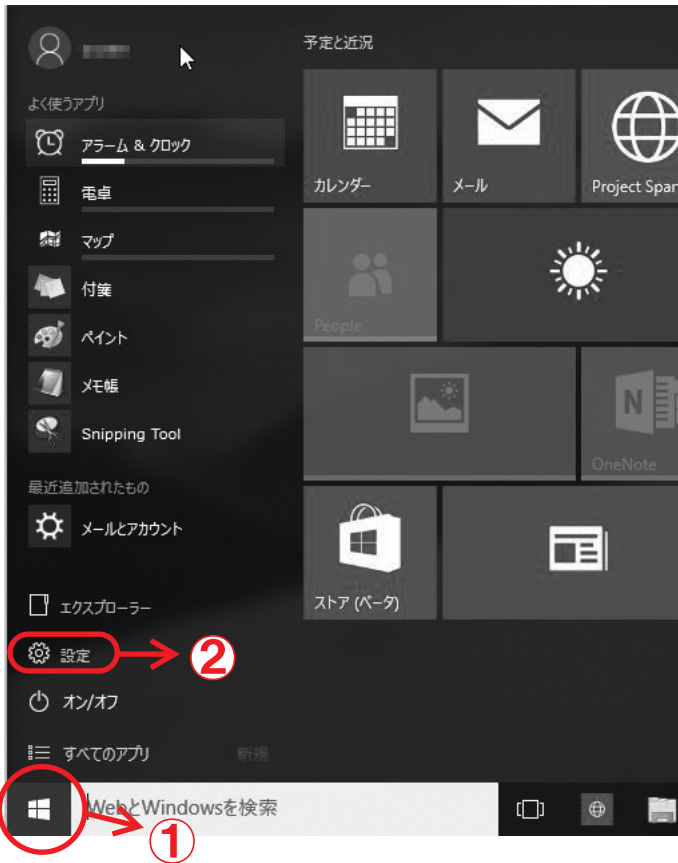 予定と近況
よく使うアプリ
アラーム & クロック
電卓
マップ
付箋
ペイント
メモ帳
Snipping Tool
最近追加されたもの
メールとアカウント
エクスプローラー
設定
②
オン/オフ
すべてのアプリ
新規
カレンダー
メール
Project Spar
People
OneNote
ストア (ベータ)
WebとWindowsを検索
①